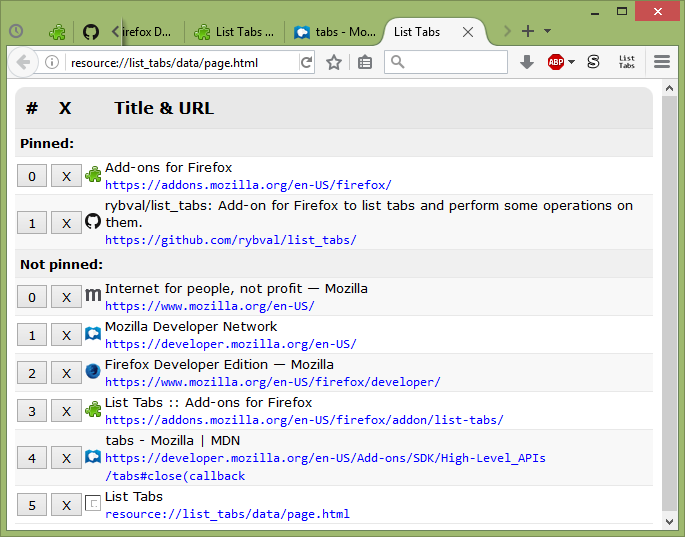 irefox D...
List Tabs ...
tabs - Mo...
List Tabs
resource://list_tabs/data/page.html
ABP
S
List
Tabs
# X Title & URL
Pinned:
0 X Add-ons for Firefox
https://addons.mozilla.org/en-US/firefox/
rybval/list_tabs: Add-on for Firefox to list tabs and perform some operations on
1 X them.
https://github.com/rybval/list_tabs/
Not pinned:
0 X m Internet for people, not profit — Mozilla
https://www.mozilla.org/en-US/
1 X Mozilla Developer Network
https://developer.mozilla.org/en-US/
2 X Firefox Developer Edition — Mozilla
https://www.mozilla.org/en-US/firefox/developer/
3 X List Tabs :: Add-ons for Firefox
https://addons.mozilla.org/en-US/firefox/addon/list-tabs/
tabs - Mozilla | MDN
4 X https://developer.mozilla.org/en-US/Add-ons/SDK/High-Level_APIs
/tabs#close(callback
5 X List Tabs
resource://list_tabs/data/page.html